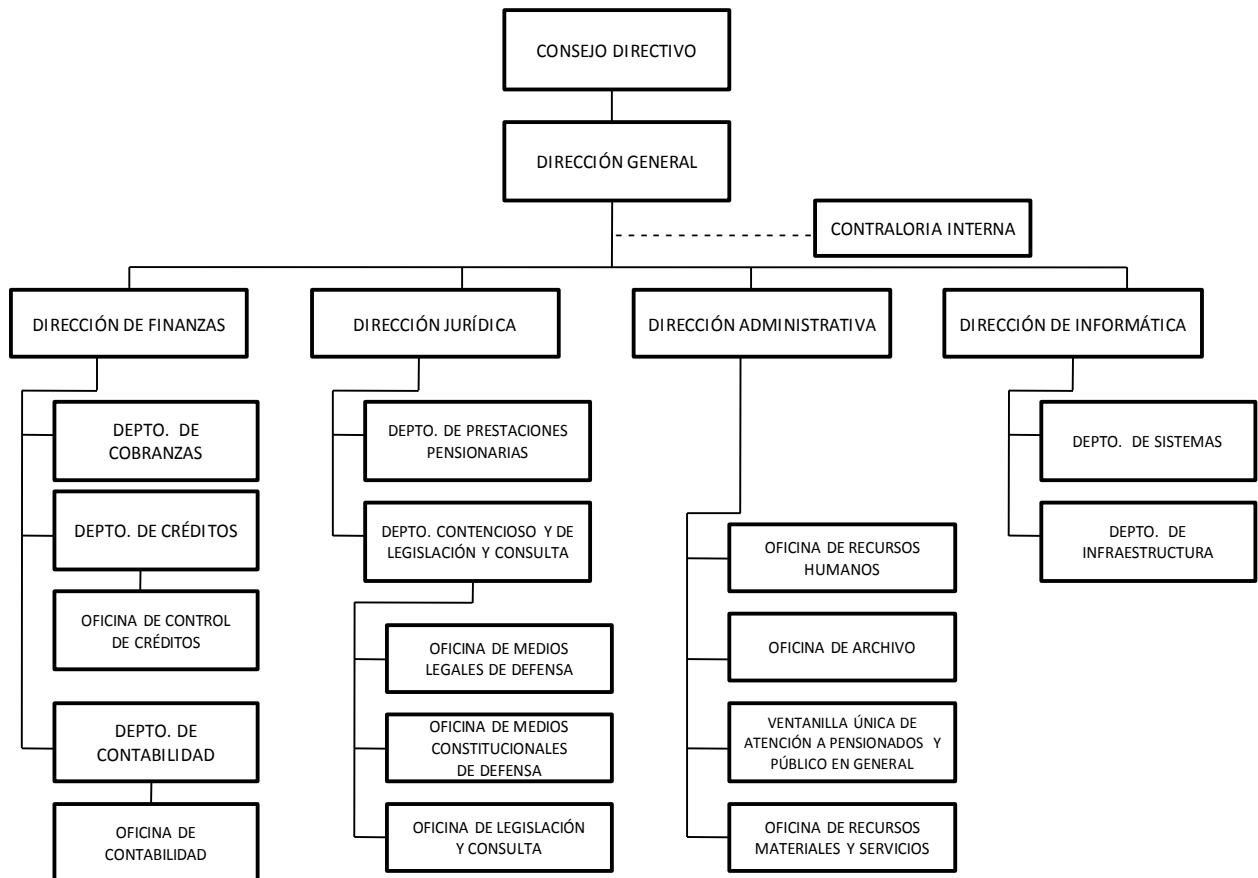 CONSEJO DIRECTIVO
DIRECCIÓN GENERAL
CONTRALORIA INTERNA
DIRECCIÓN DE FINANZAS
DIRECCIÓN JURÍDICA
DIRECCIÓN ADMINISTRATIVA
DIRECCIÓN DE INFORMÁTICA
DEPTO. DE
COBRANZAS
DEPTO. DE CRÉDITOS
OFICINA DE CONTROL
DE CRÉDITOS
DEPTO. DE
CONTABILIDAD
OFICINA DE
CONTABILIDAD
DEPTO. DE PRESTACIONES
PENSIONARIAS
DEPTO. CONTENCIOSO Y DE
LEGISLACIÓN Y CONSULTA
OFICINA DE MEDIOS
LEGALES DE DEFENSA
OFICINA DE MEDIOS
CONSTITUCIONALES
DE DEFENSA
OFICINA DE LEGISLACIÓN
Y CONSULTA
OFICINA DE RECURSOS
HUMANOS
OFICINA DE ARCHIVO
VENTANILLA ÚNICA DE
ATENCIÓN A PENSIONADOS Y
PÚBLICO EN GENERAL
OFICINA DE RECURSOS
MATERIALES Y SERVICIOS
DEPTO. DE SISTEMAS
DEPTO. DE
INFRAESTRUCTURA